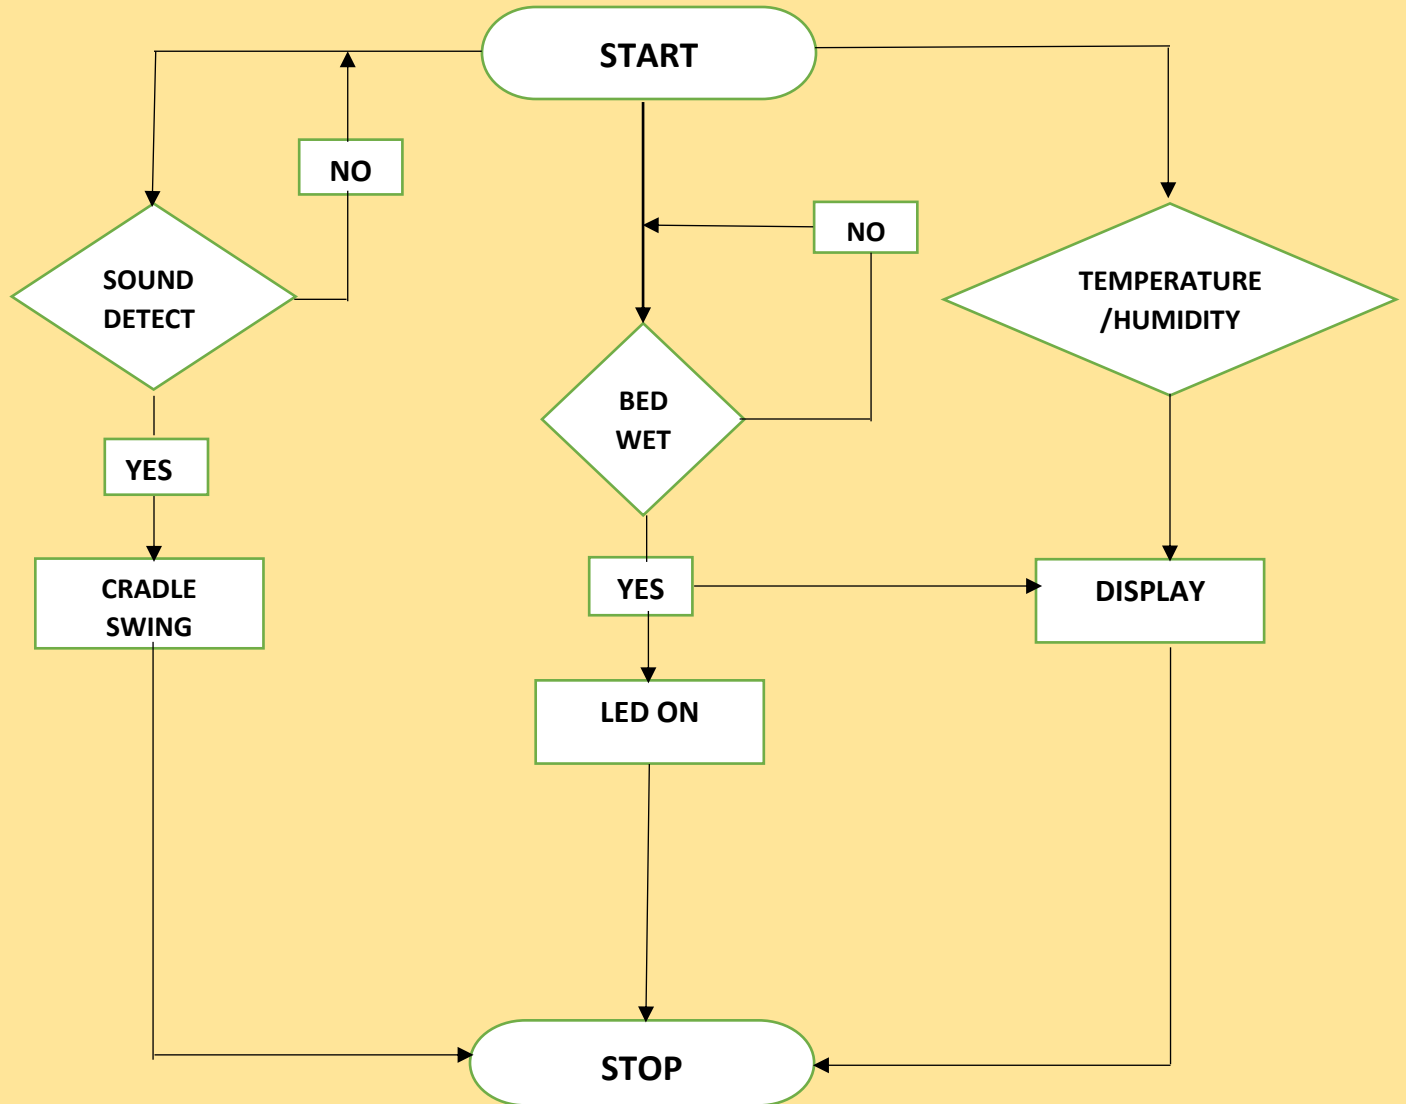 START
NO
NO
SOUND
DETECT
TEMPERATURE
/HUMIDITY
BED
WET
YES
CRADLE
SWING
YES
DISPLAY
LED ON
STOP